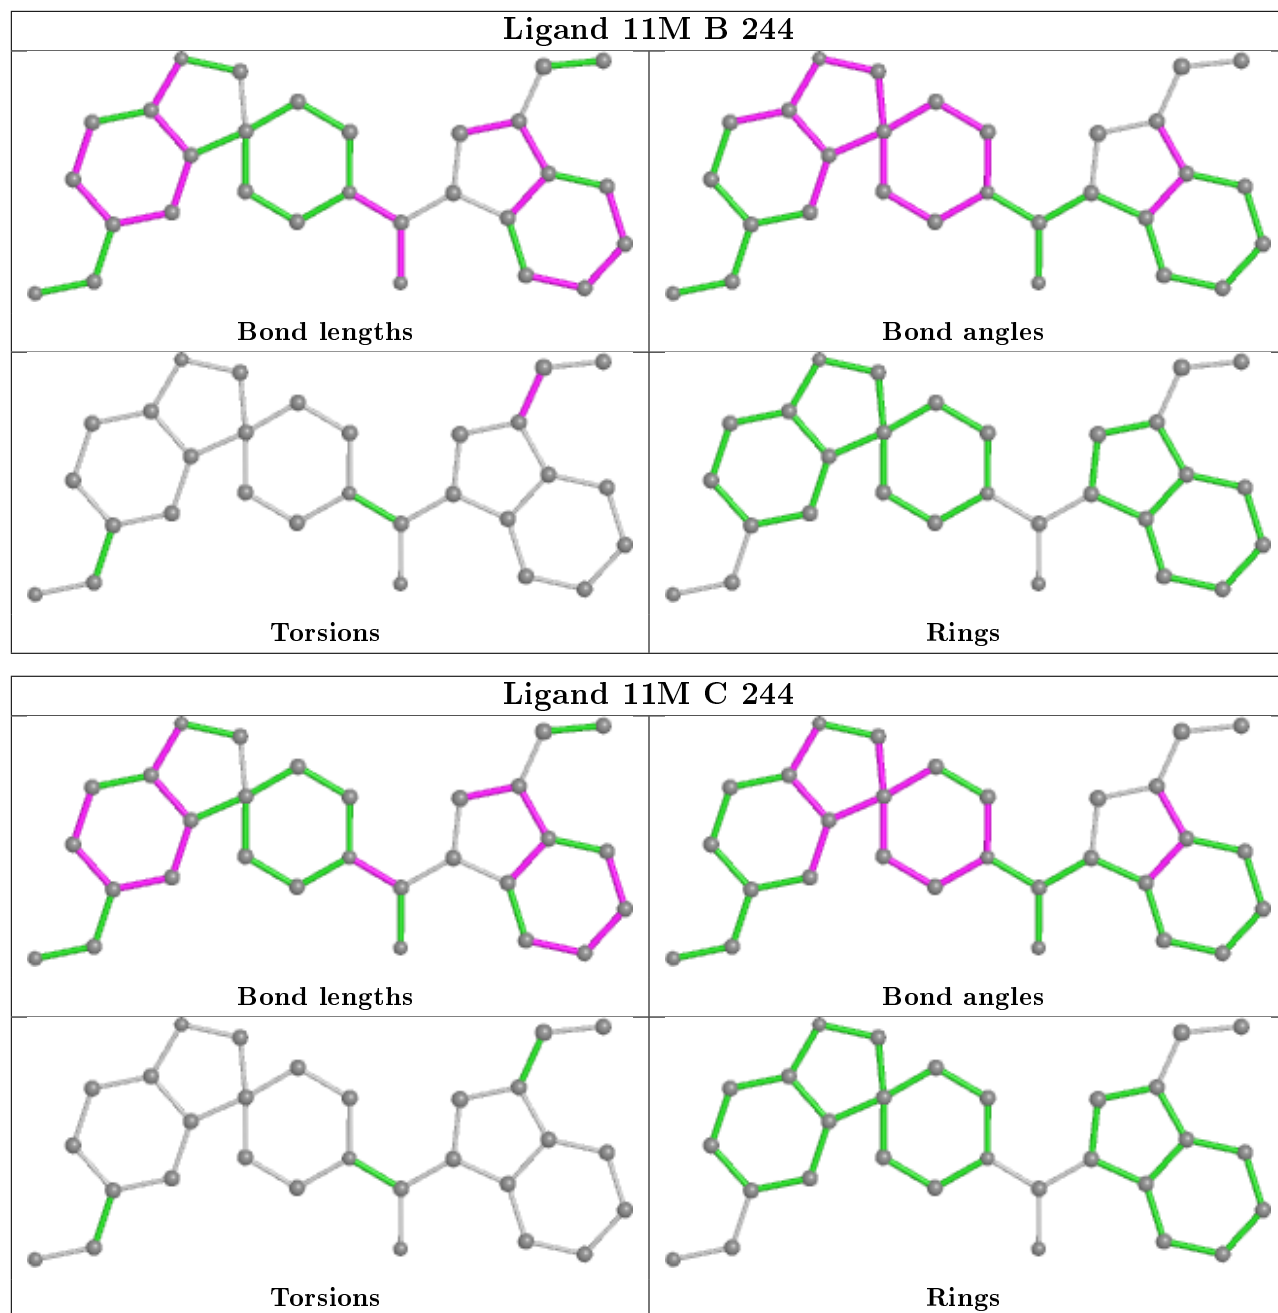 Ligand 11M B 244
Bond lengths
Bond angles
Torsions
Rings
Ligand 11M C 244
Bond lengths
Bond angles
Torsions
Rings